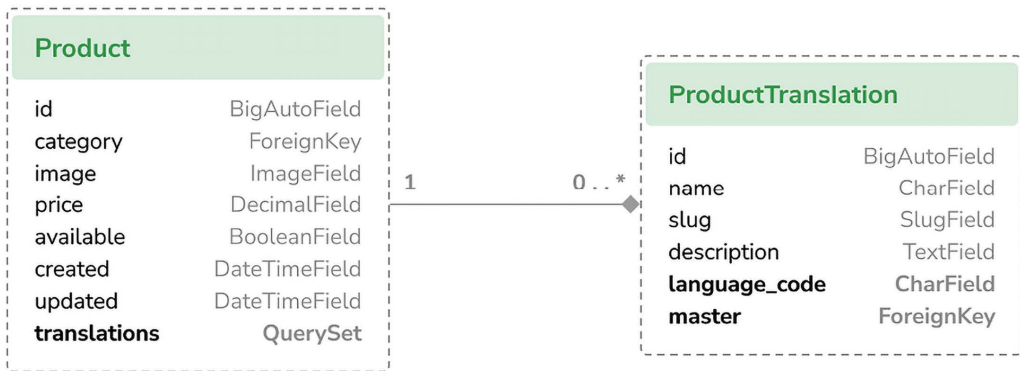 Product
id BigAutoField
category ForeignKey
image ImageField
price DecimalField
available BooleanField
created DateTimeField
updated DateTimeField
translations QuerySet
1 0 . . *
ProductTranslation
id BigAutoField
name CharField
slug SlugField
description TextField
language_code CharField
master ForeignKey